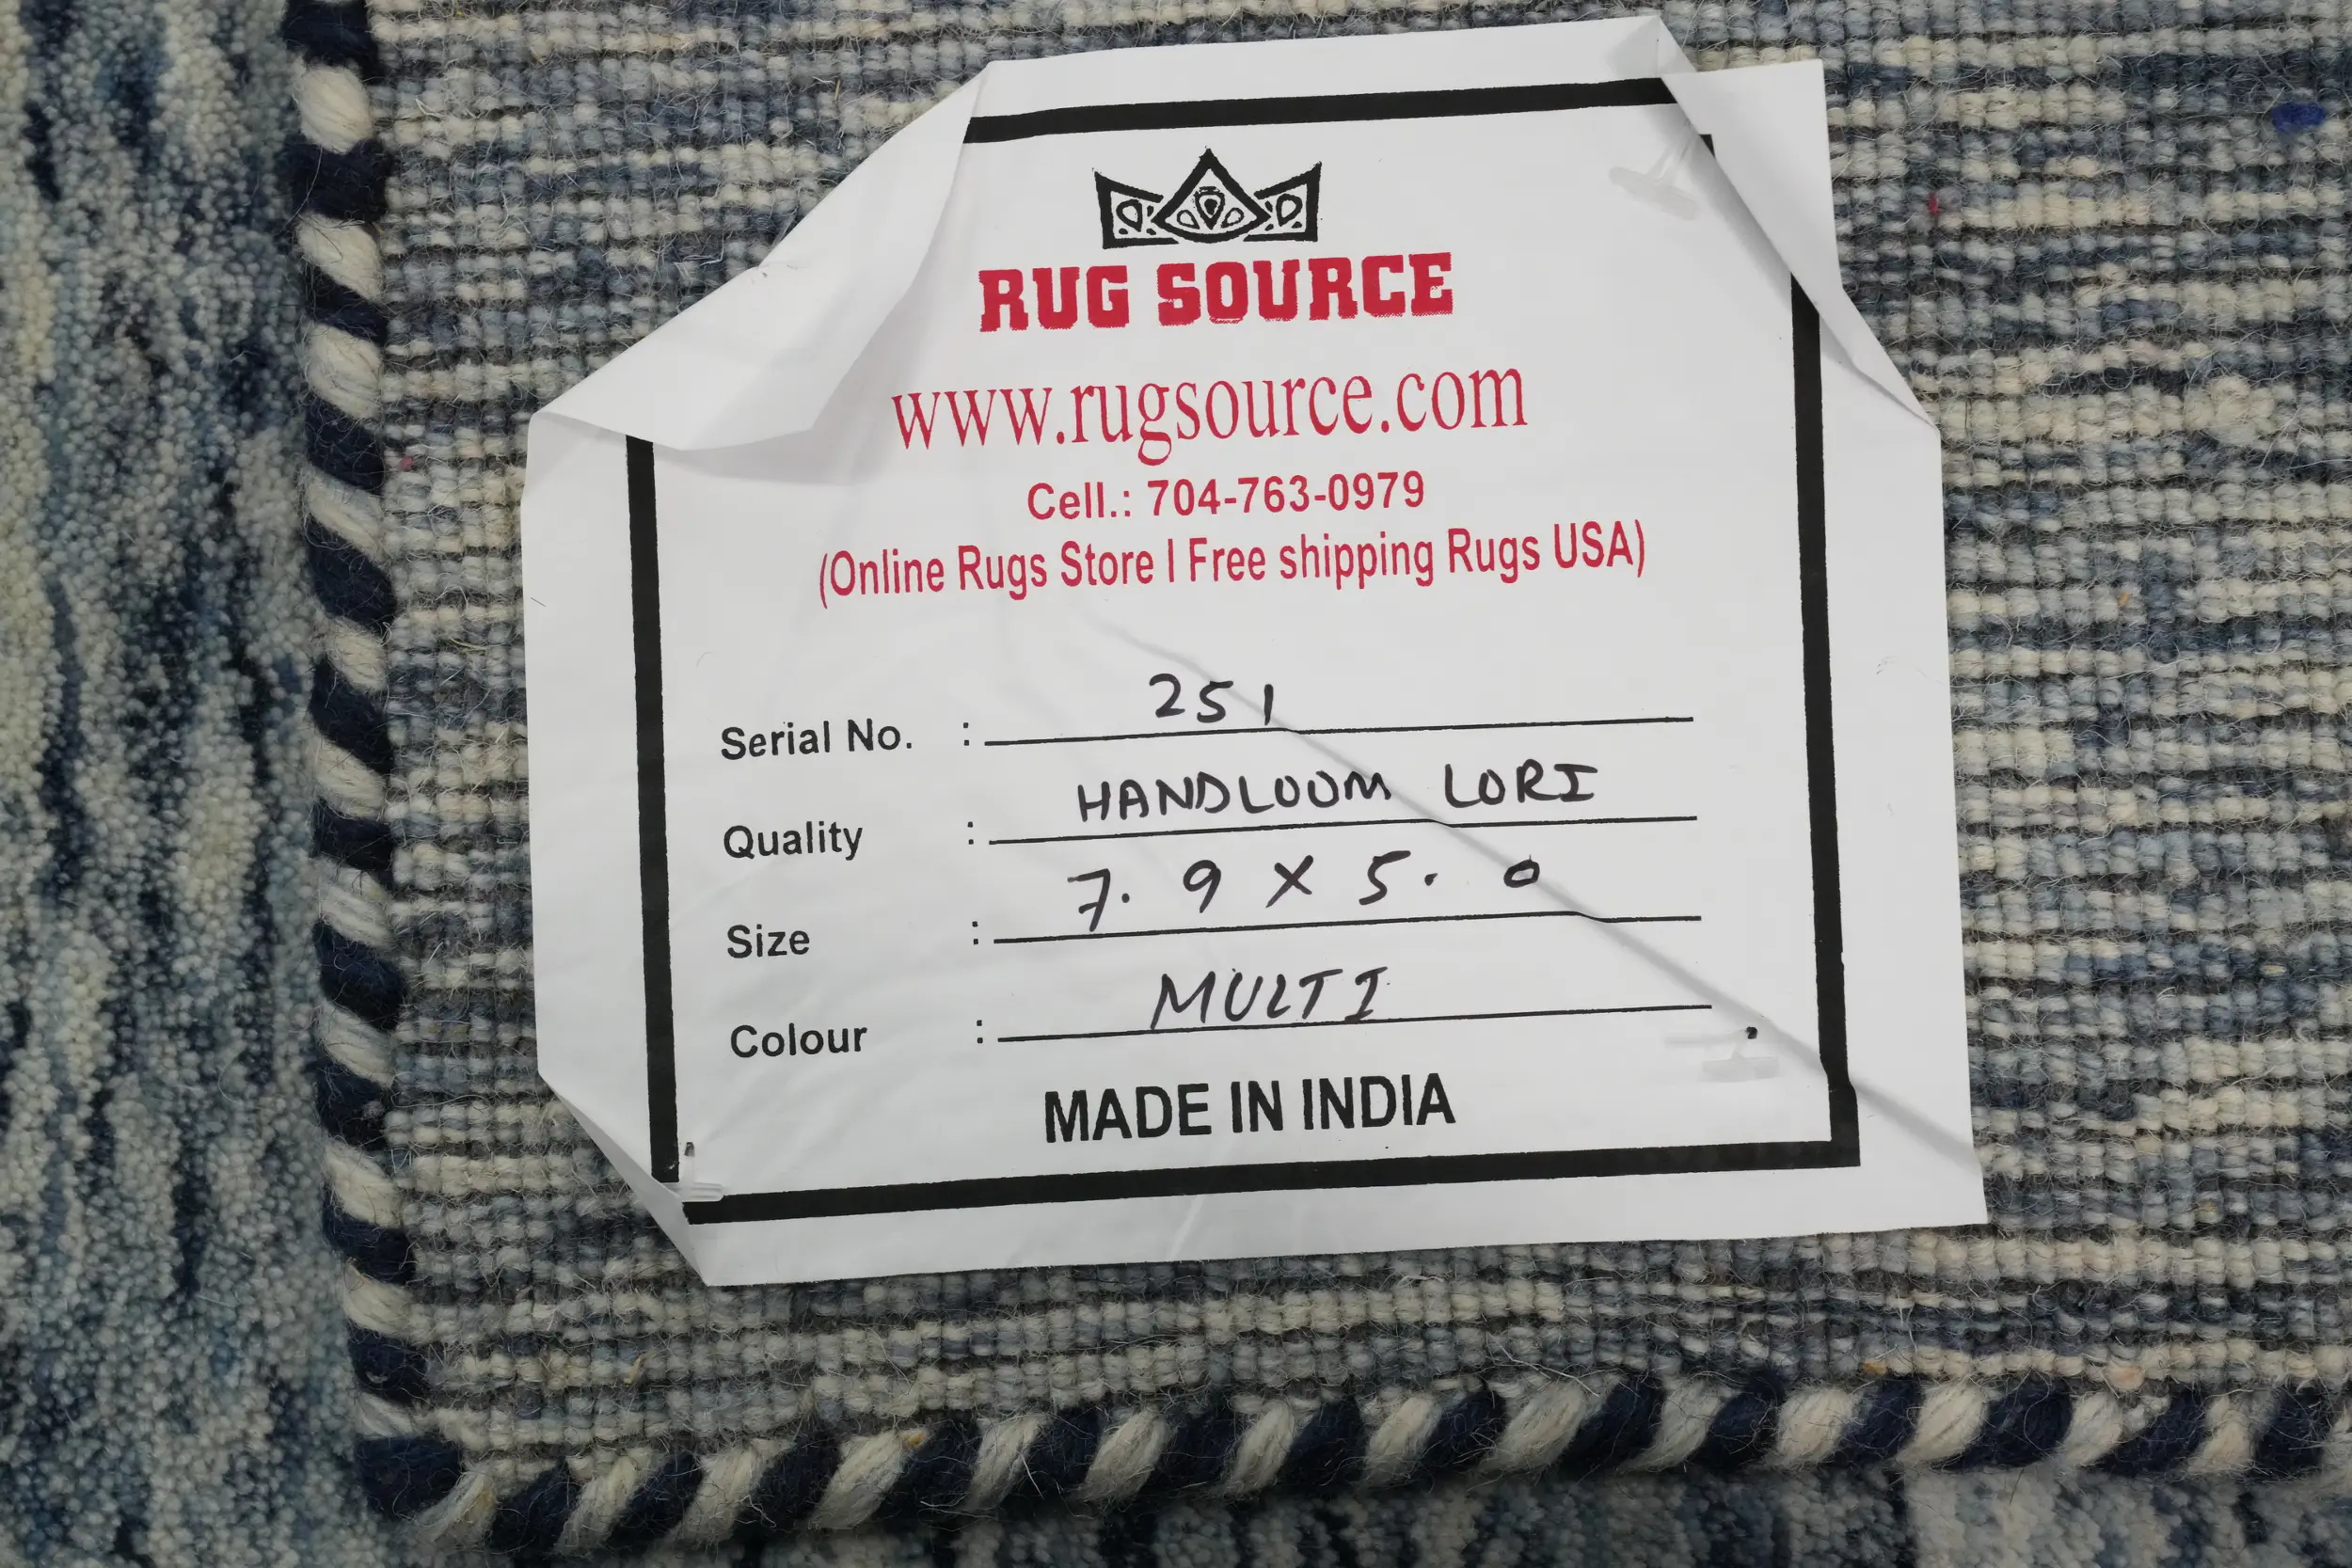 RUG SOURCE
www.rugsource.com
Cell.: 704-763-0979
(Online Rugs Store | Free shipping Rugs USA)
Serial No. : 251
Quality : HANDLOOM LORI
Size : 7.9 X 5.0
Colour : MULTI
MADE IN INDIA